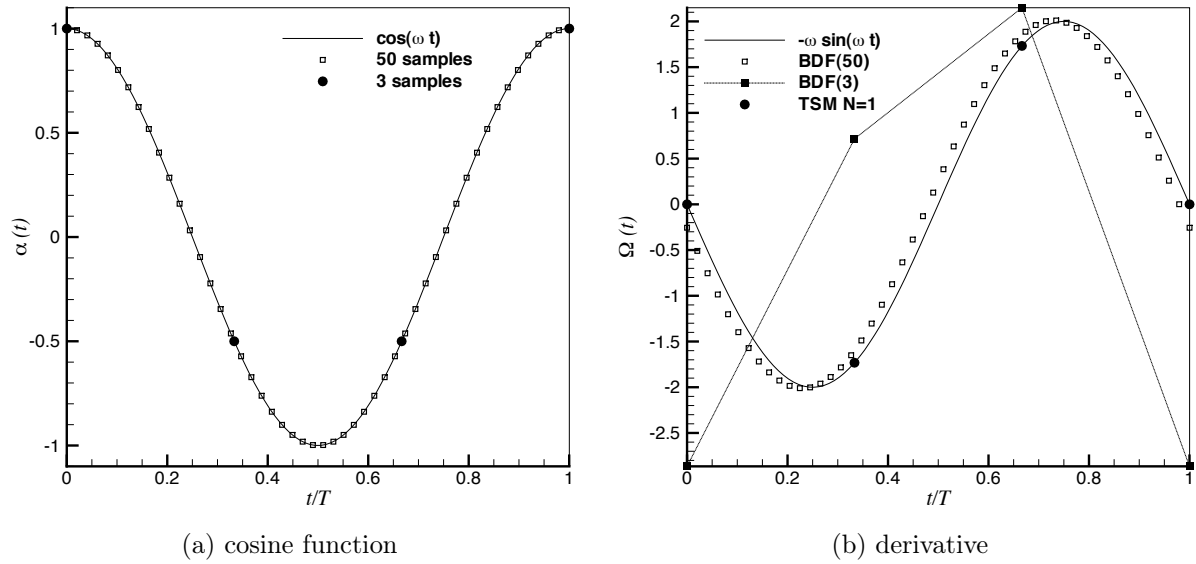 cos(ω t)
50 samples
3 samples
1
0.5
0
-0.5
-1
α (t)
0
0.2
0.4
0.6
0.8
1
t/T
(a) cosine function
-ω sin(ω t)
BDF(50)
BDF(3)
TSM N=1
2
1.5
1
0.5
0
-0.5
-1
-1.5
-2
-2.5
Ω (t)
0
0.2
0.4
0.6
0.8
1
t/T
(b) derivative